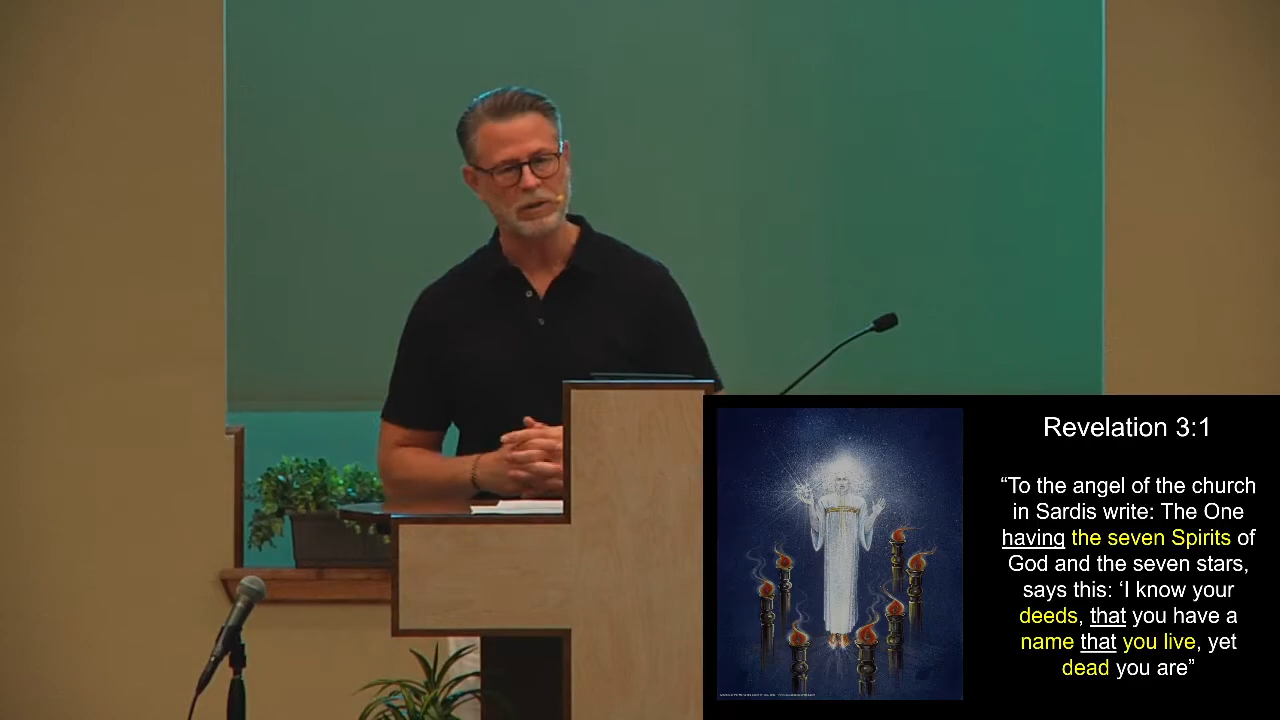 Revelation 3:1
“To the angel of the church
in Sardis write: The One
having the seven Spirits of
God and the seven stars,
says this: ‘I know your
deeds, that you have a
name that you live, yet
dead you are”